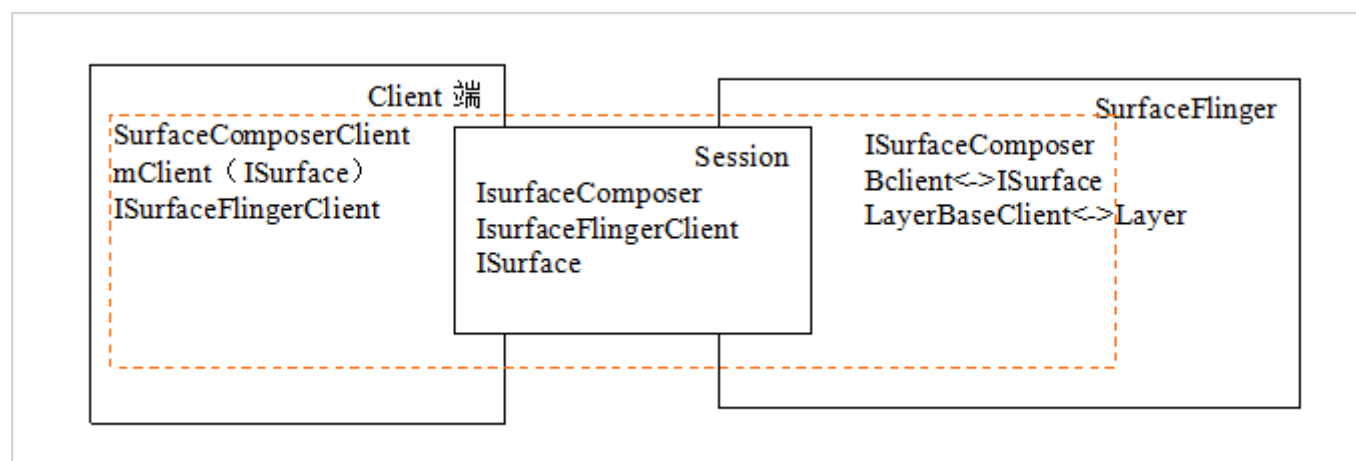 Client 端
SurfaceComposerClient
mClient（ISurface）
ISurfaceFlingerClient
Session
IsurfaceComposer
IsurfaceFlingerClient
ISurface
SurfaceFlinger
ISurfaceComposer
Bclient<->ISurface
LayerBaseClient<->Layer